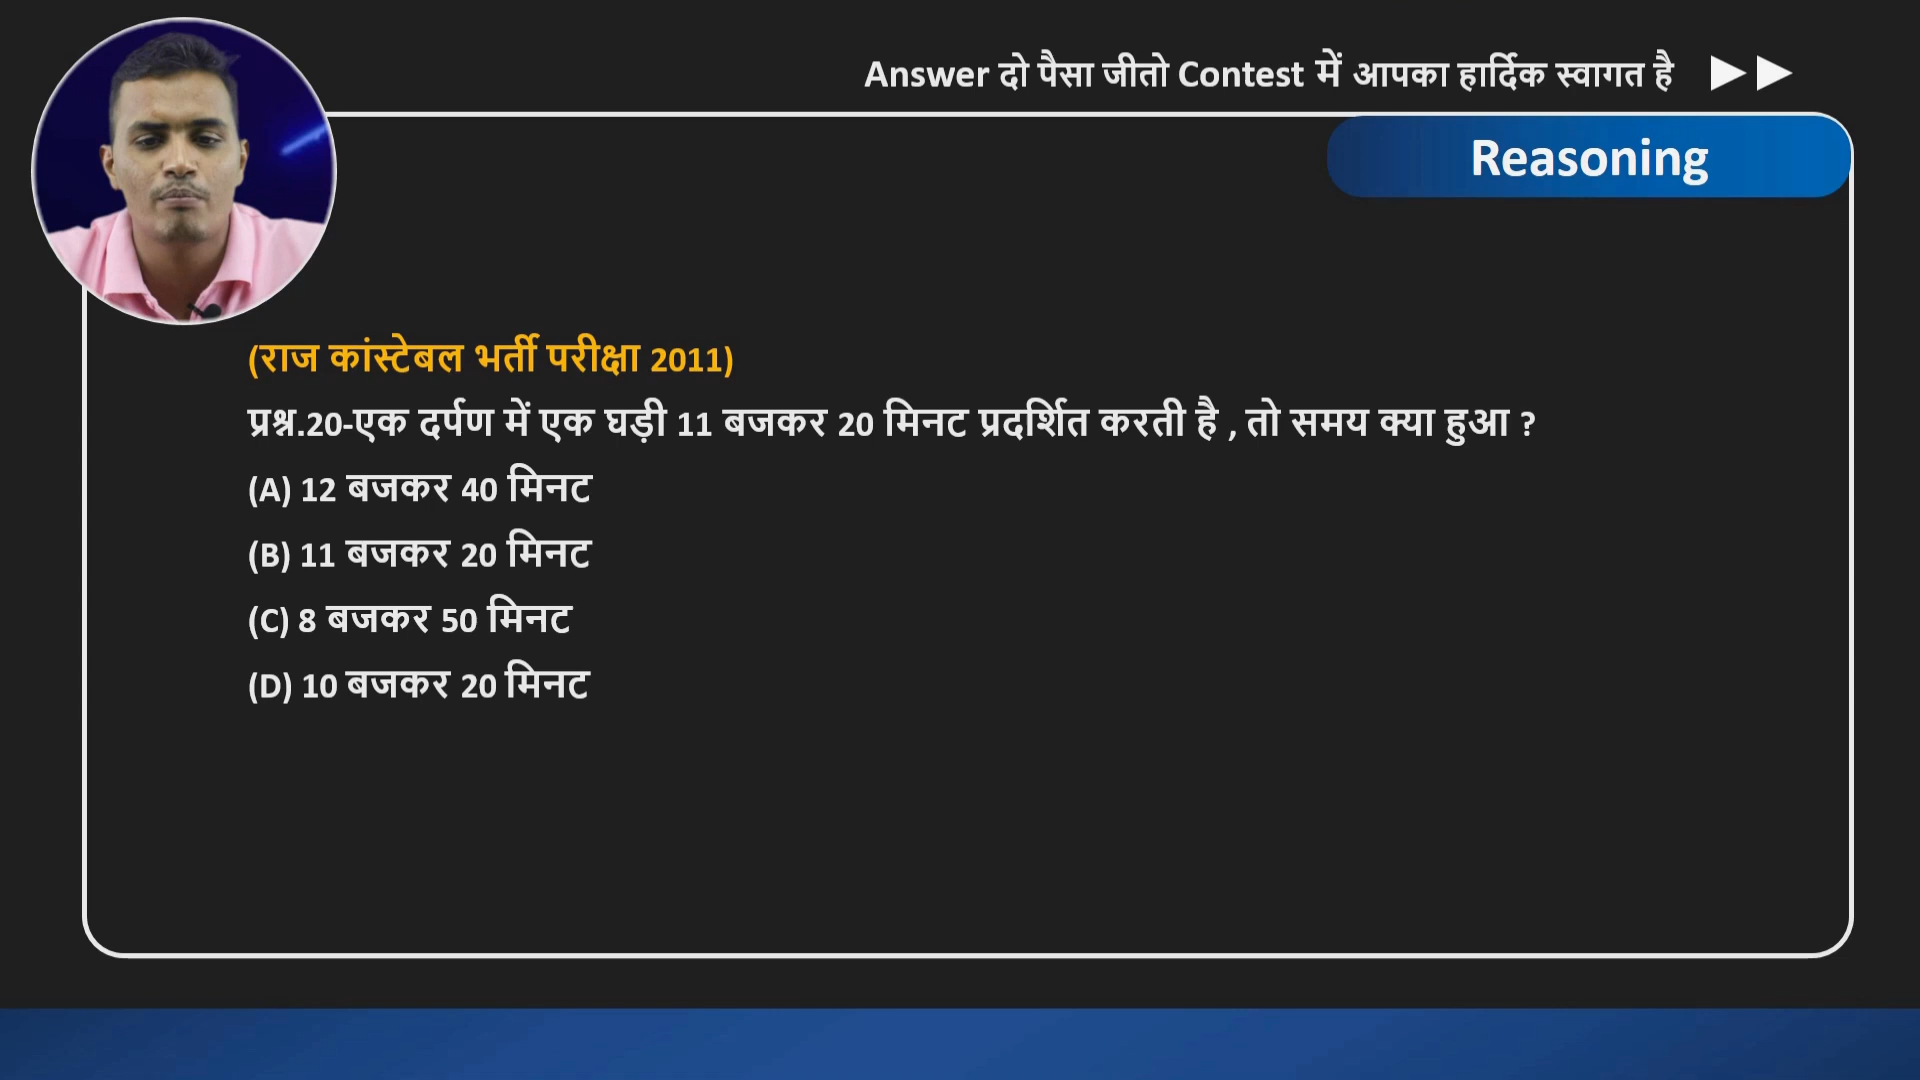 Answer दो पैसा जीतो Contest में आपका हार्दिक स्वागत है
Reasoning
(राज कांस्टेबल भर्ती परीक्षा 2011)
प्रश्न.20-एक दर्पण में एक घड़ी 11 बजकर 20 मिनट प्रदर्शित करती है , तो समय क्या हुआ ?
(A) 12 बजकर 40 मिनट
(B) 11 बजकर 20 मिनट
(C) 8 बजकर 50 मिनट
(D) 10 बजकर 20 मिनट